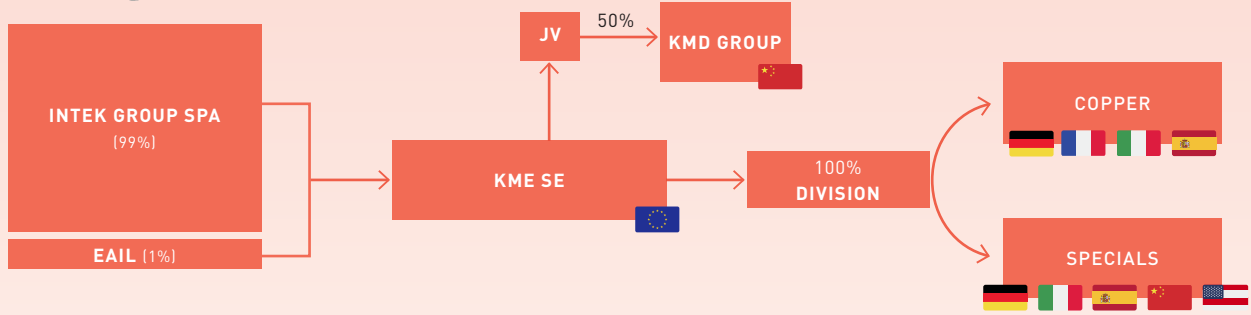 INTEK GROUP SPA
(99%)
EAIL (1%)
KME SE
JV
50%
KMD GROUP
100%
DIVISION
COPPER
SPECIALS